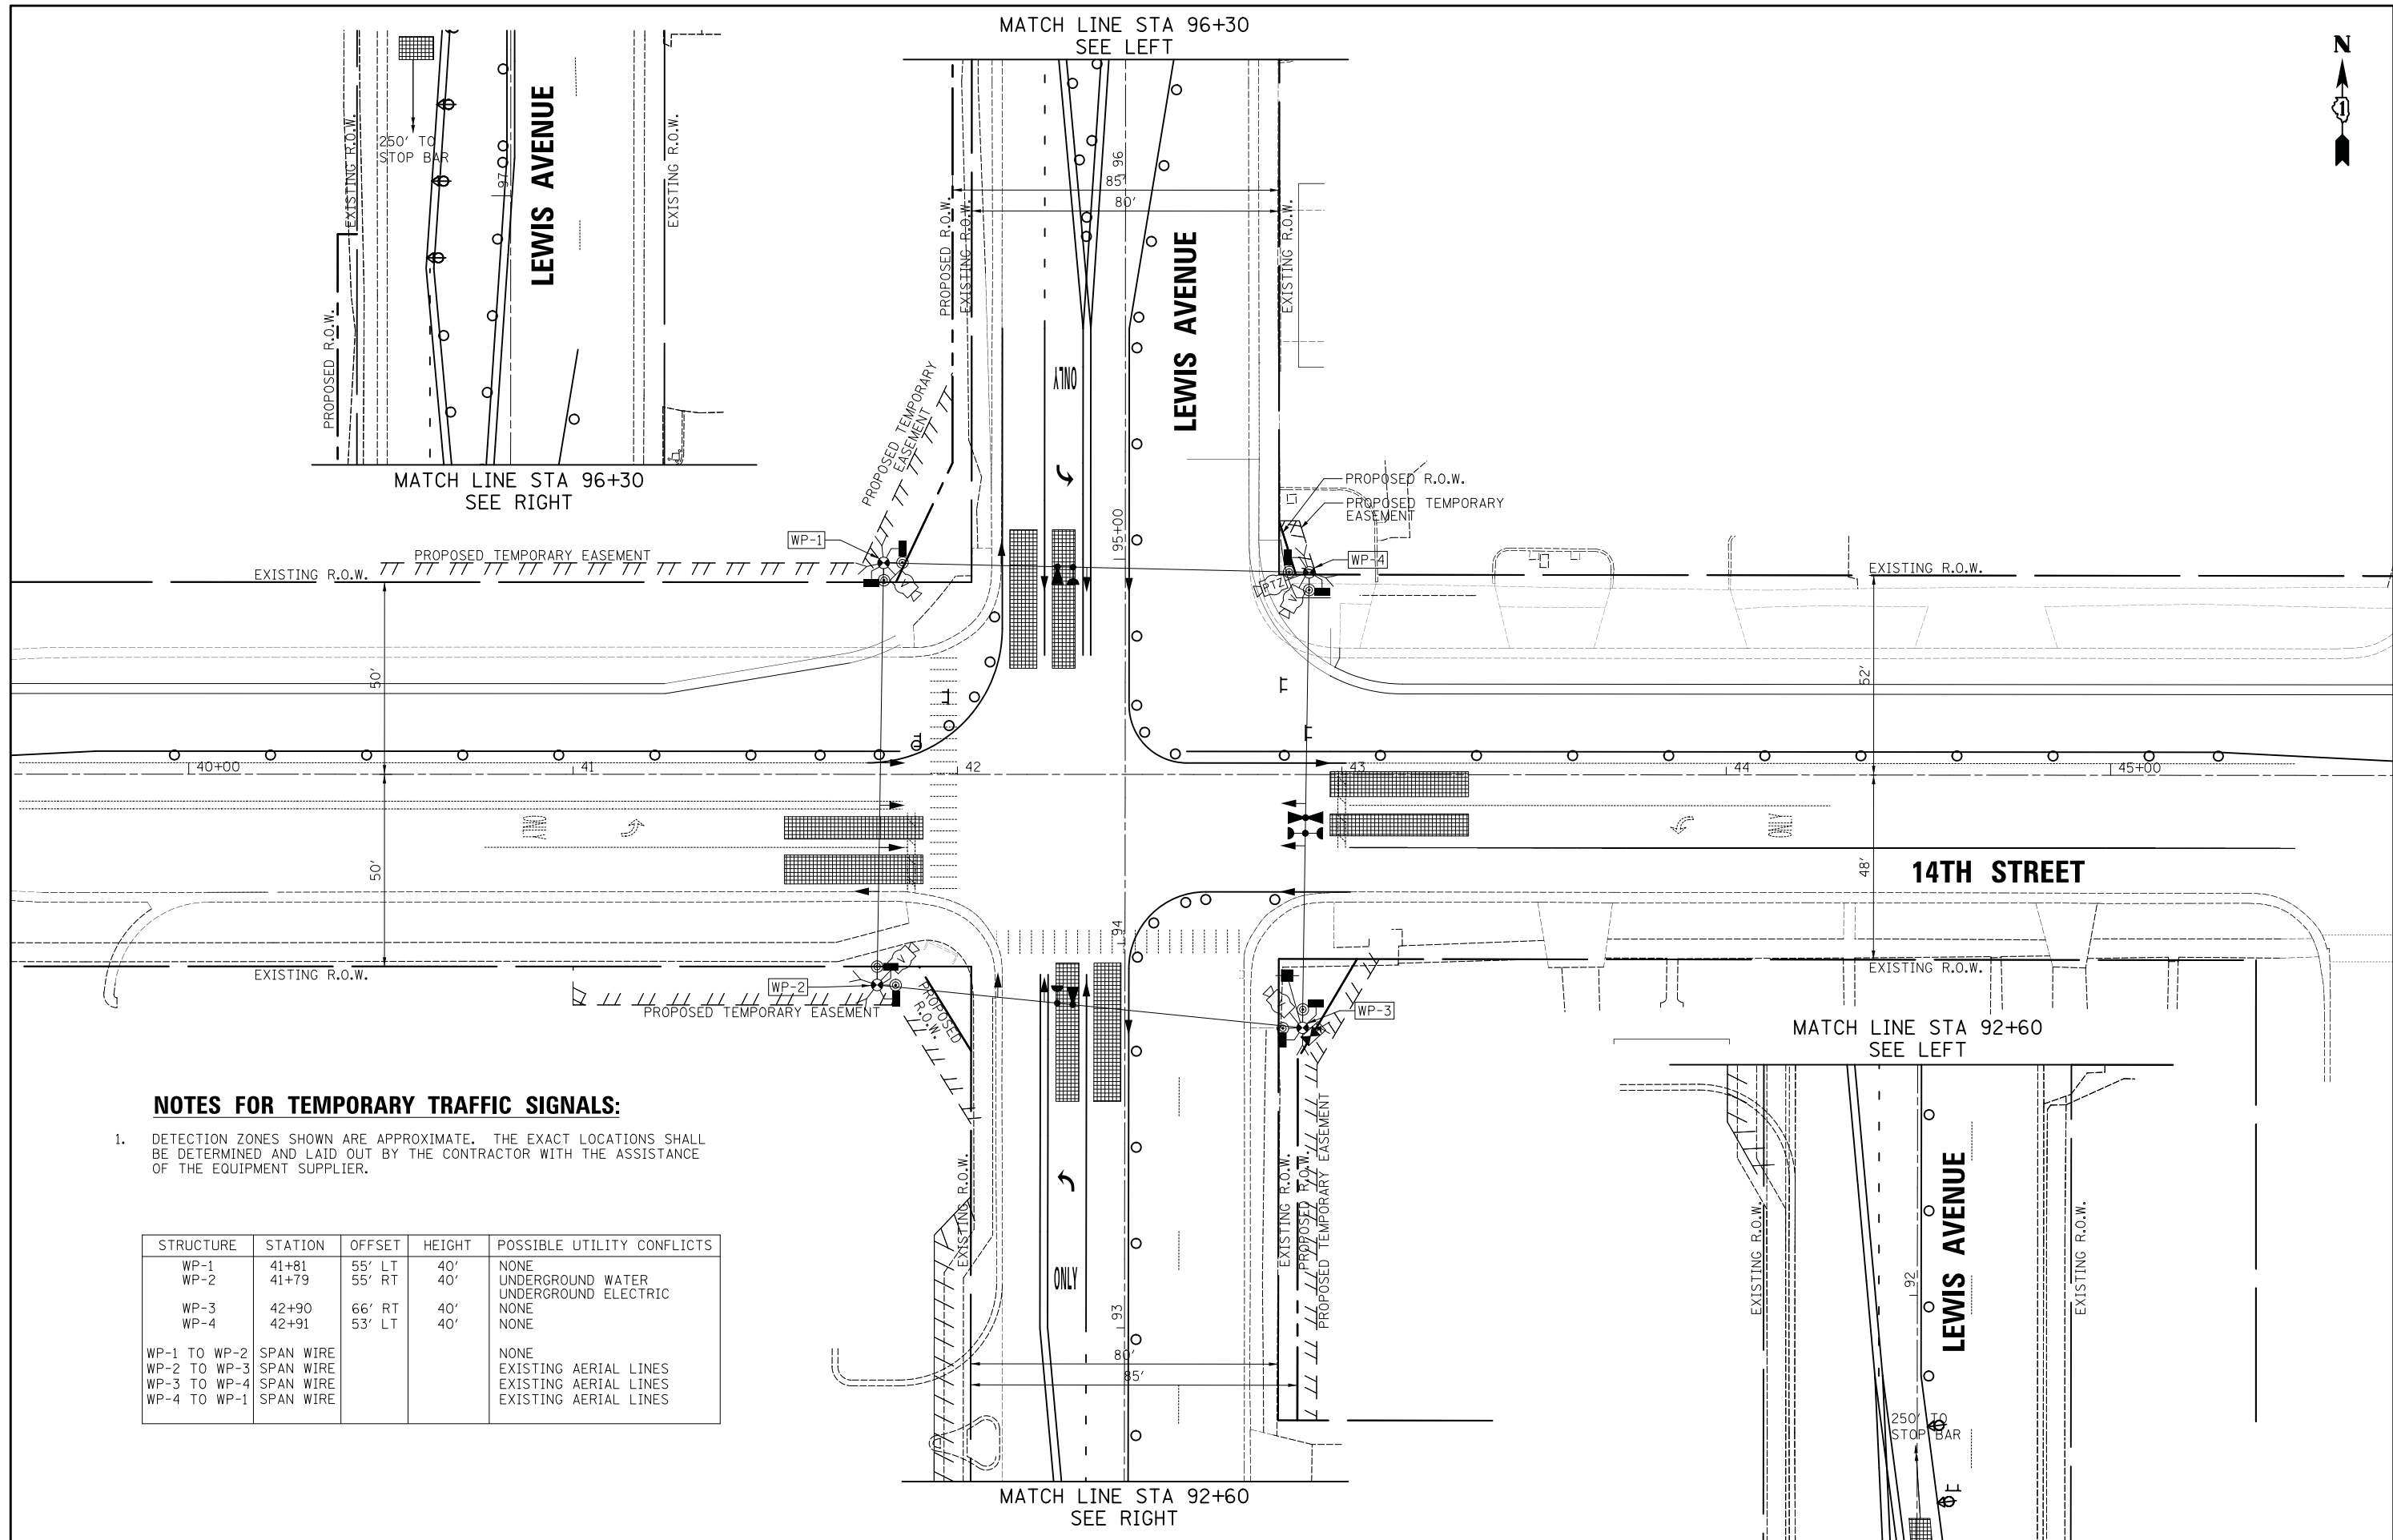 MATCH LINE STA 96+30
SEE LEFT
N
1
EXISTING R.O.W.
250' TO
STOP BAR
97
LEWIS AVENUE
EXISTING R.O.W.
PROPOSED R.O.W.
MATCH LINE STA 96+30
SEE RIGHT
96
85'
80'
PROPOSED R.O.W.
EXISTING R.O.W.
LEWIS AVENUE
EXISTING R.O.W.
ONLY
PROPOSED TEMPORARY
EASEMENT
95+00
PROPOSED R.O.W.
PROPOSED TEMPORARY
EASEMENT
WP-1
WP-4
PROPOSED TEMPORARY EASEMENT
EXISTING R.O.W.
EXISTING R.O.W.
V
PTZ
V
50'
52'
40+00
41
42
43
44
45+00
ONLY
ONLY
50'
48'
14TH STREET
94
EXISTING R.O.W.
EXISTING R.O.W.
V
V
WP-2
WP-3
PROPOSED TEMPORARY EASEMENT
PROPOSED
R.O.W.
MATCH LINE STA 92+60
SEE LEFT
NOTES FOR TEMPORARY TRAFFIC SIGNALS:
1. DETECTION ZONES SHOWN ARE APPROXIMATE. THE EXACT LOCATIONS SHALL
BE DETERMINED AND LAID OUT BY THE CONTRACTOR WITH THE ASSISTANCE
OF THE EQUIPMENT SUPPLIER.
EXISTING R.O.W.
ONLY
93
EXISTING R.O.W.
PROPOSED R.O.W.
PROPOSED TEMPORARY EASEMENT
80'
85'
MATCH LINE STA 92+60
SEE RIGHT
EXISTING R.O.W.
92
LEWIS AVENUE
EXISTING R.O.W.
250' TO
STOP BAR
STRUCTURE STATION OFFSET HEIGHT POSSIBLE UTILITY CONFLICTS
WP-1 41+81 55' LT 40' NONE
WP-2 41+79 55' RT 40' UNDERGROUND WATER
UNDERGROUND ELECTRIC
WP-3 42+90 66' RT 40' NONE
WP-4 42+91 53' LT 40' NONE
WP-1 TO WP-2 SPAN WIRE NONE
WP-2 TO WP-3 SPAN WIRE EXISTING AERIAL LINES
WP-3 TO WP-4 SPAN WIRE EXISTING AERIAL LINES
WP-4 TO WP-1 SPAN WIRE EXISTING AERIAL LINES